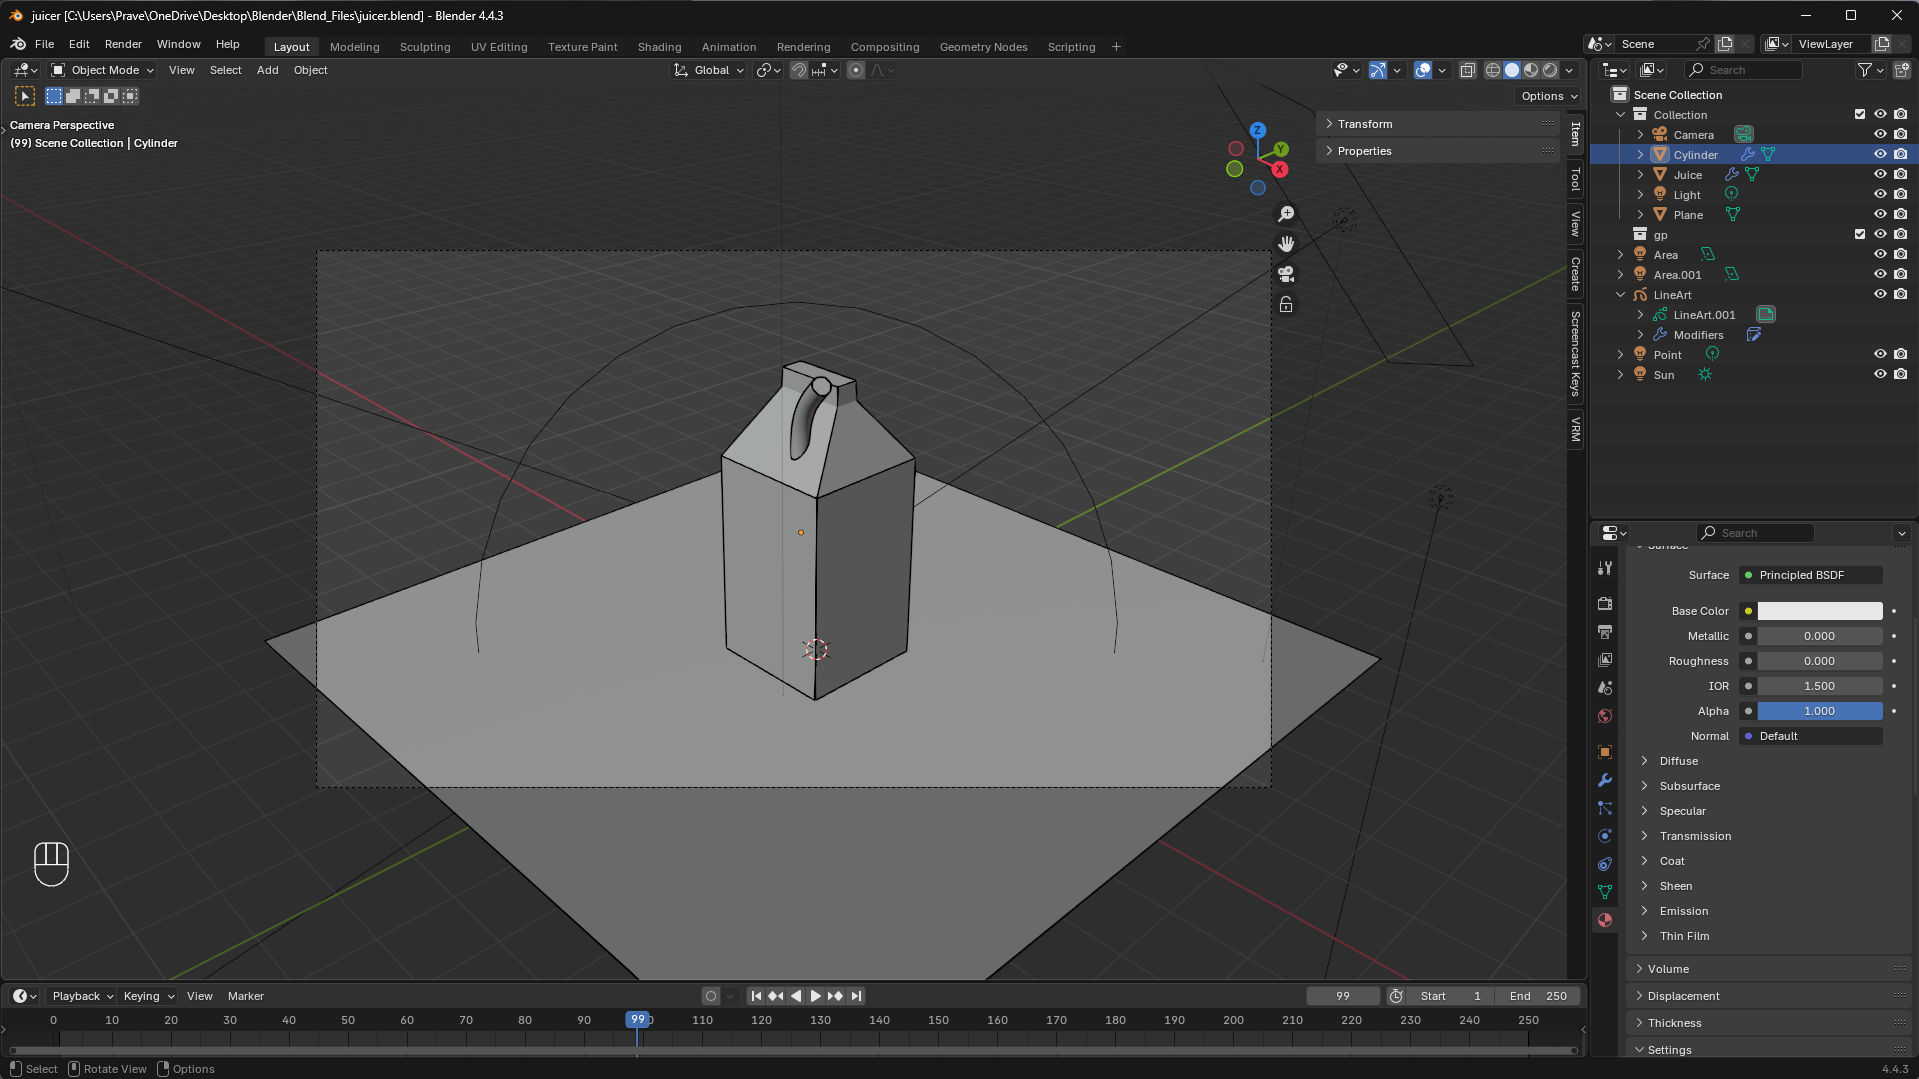 juicer [C:\Users\Prave\OneDrive\Desktop\Blender\Blend_Files\juicer.blend] - Blender 4.4.3
File Edit Render Window Help Layout Modeling Sculpting UV Editing Texture Paint Shading Animation Rendering Compositing Geometry Nodes Scripting + Scene ViewLayer
Object Mode View Select Add Object Global Search
Options
Camera Perspective
(99) Scene Collection | Cylinder
Z
Y
X
Transform
Properties
Item
Tool
View
Create
Screencast Keys
VRM
Scene Collection
Collection
Camera
Cylinder
Juice
Light
Plane
gp
Area
Area.001
LineArt
LineArt.001
Modifiers
Point
Sun
Search
Surface
Surface Principled BSDF
Base Color
Metallic 0.000
Roughness 0.000
IOR 1.500
Alpha 1.000
Normal Default
Diffuse
Subsurface
Specular
Transmission
Coat
Sheen
Emission
Thin Film
Volume
Displacement
Thickness
Settings
Playback Keying View Marker 99 Start 1 End 250
0 10 20 30 40 50 60 70 80 90 99 110 120 130 140 150 160 170 180 190 200 210 220 230 240 250
Select Rotate View Options 4.4.3